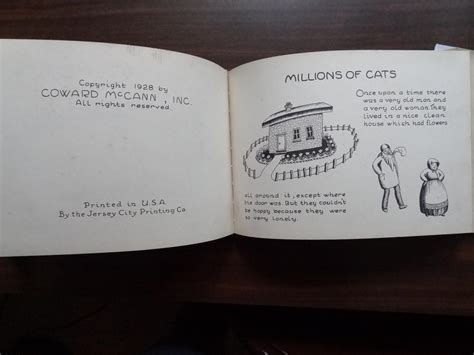 Copyright 1928 by
COWARD McCANN, INC.
All rights reserved.
Printed in U.S.A.
By the Jersey City Printing Co
MILLIONS OF CATS
Once upon a time there
was a very old man and
a very old woman. They
lived in a nice clean
house which had flowers
all around it, except where
the door was. But they couldn't
be happy because they were
so very lonely.